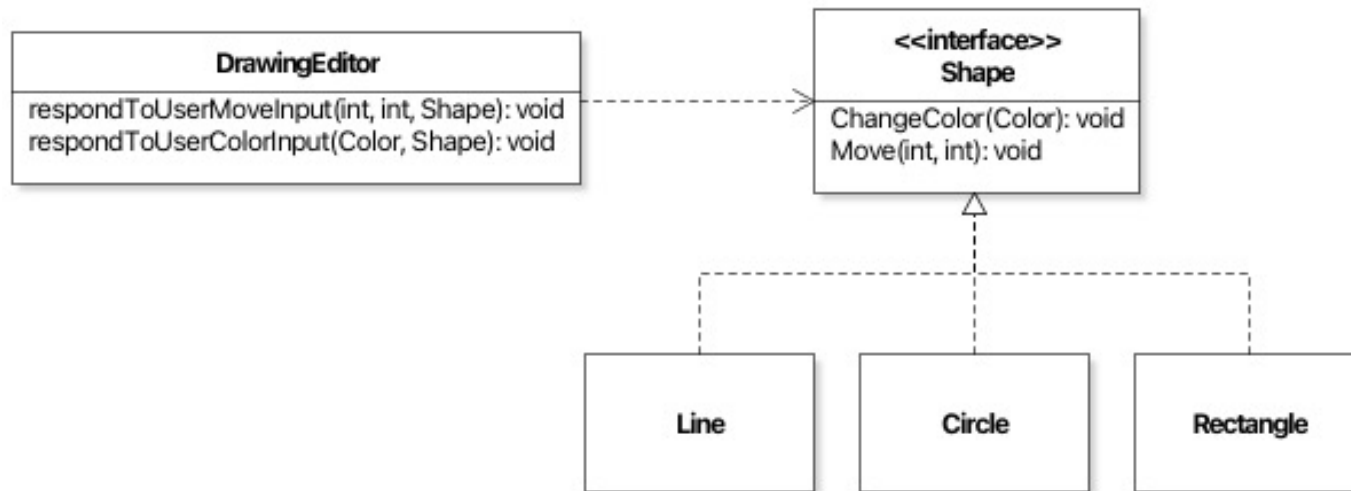 DrawingEditor
respondToUserMoveInput(int, int, Shape): void
respondToUserColorInput(Color, Shape): void
<<interface>>
Shape
ChangeColor(Color): void
Move(int, int): void
Line
Circle
Rectangle